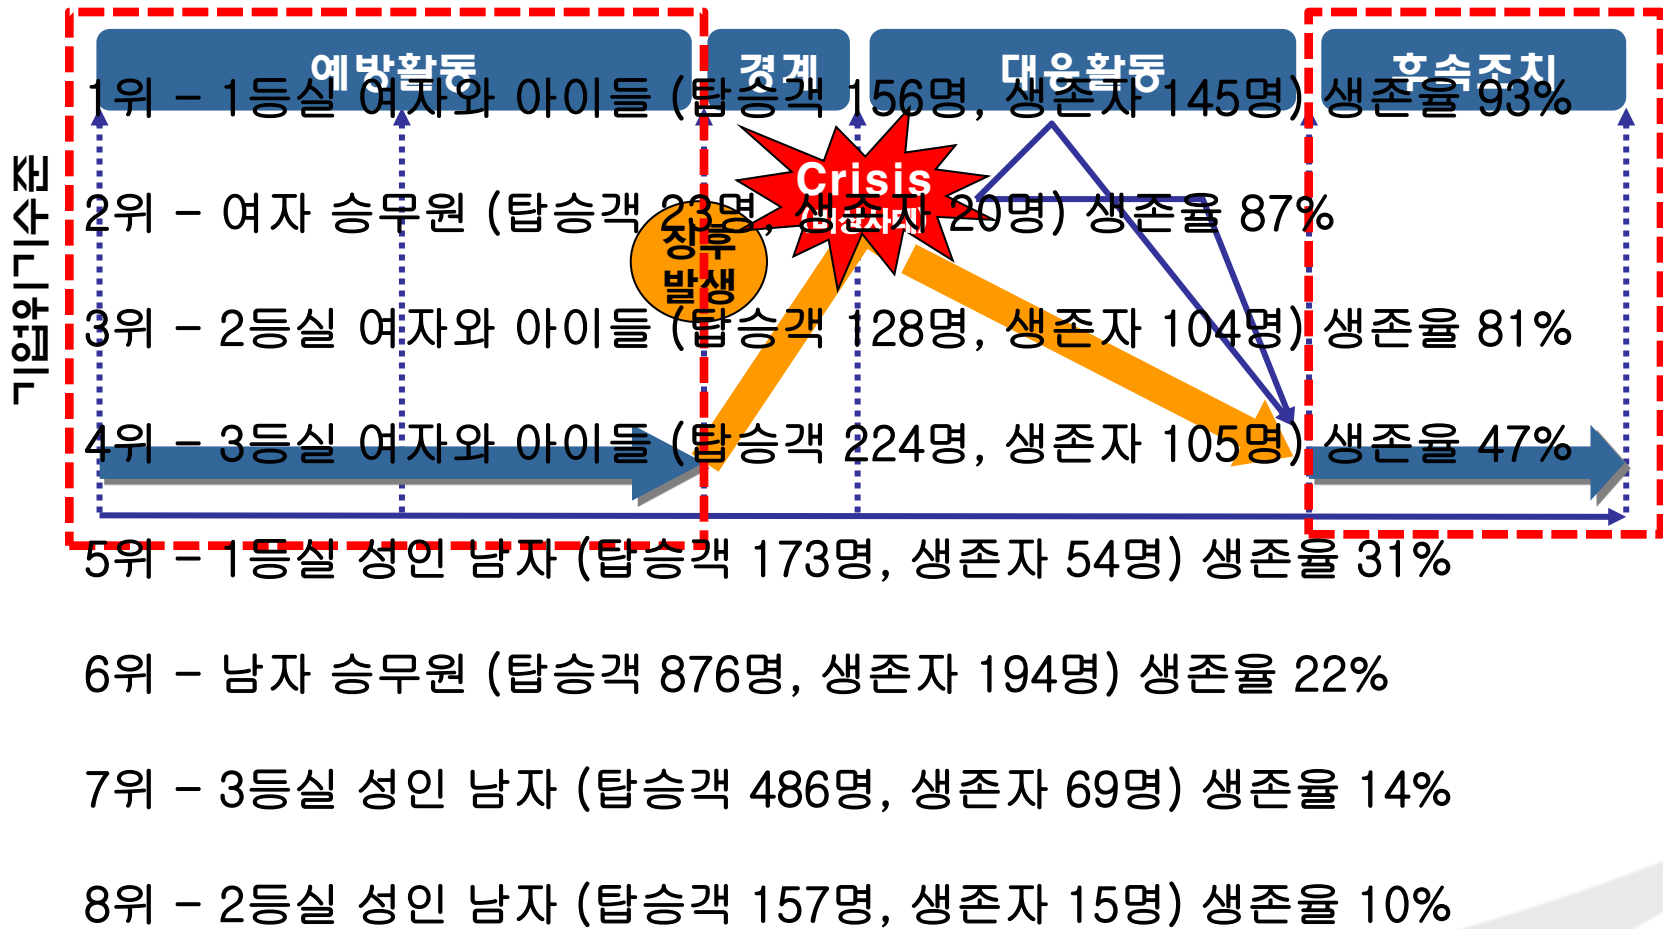 예방활동 경계 대응활동 후속조치
1위 - 1등실 여자와 아이들 (탑승객 156명, 생존자 145명) 생존율 93%
기업위기수준
Crisis
2위 - 여자 승무원 (탑승객 23명, 생존자 20명) 생존율 87%
징후
발생
3위 - 2등실 여자와 아이들 (탑승객 128명, 생존자 104명) 생존율 81%
4위 - 3등실 여자와 아이들 (탑승객 224명, 생존자 105명) 생존율 47%
5위 - 1등실 성인 남자 (탑승객 173명, 생존자 54명) 생존율 31%
6위 - 남자 승무원 (탑승객 876명, 생존자 194명) 생존율 22%
7위 - 3등실 성인 남자 (탑승객 486명, 생존자 69명) 생존율 14%
8위 - 2등실 성인 남자 (탑승객 157명, 생존자 15명) 생존율 10%